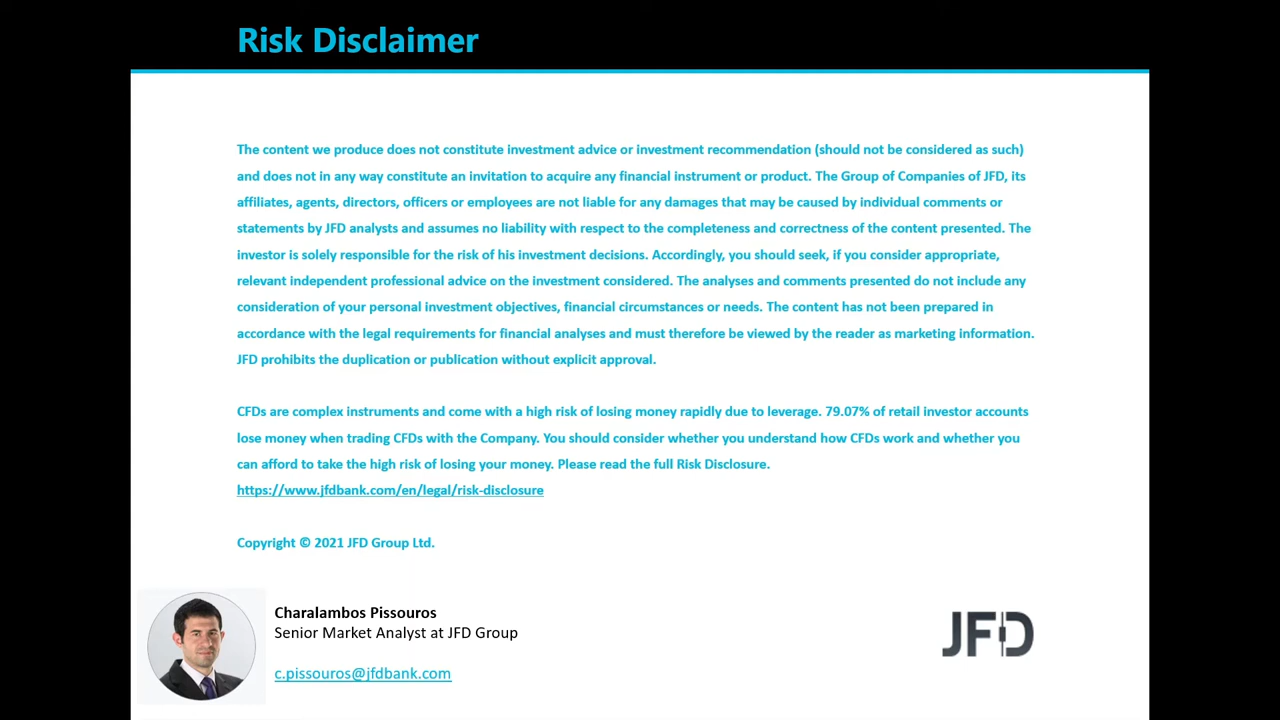 Risk Disclaimer
The content we produce does not constitute investment advice or investment recommendation (should not be considered as such)
and does not in any way constitute an invitation to acquire any financial instrument or product. The Group of Companies of JFD, its
affiliates, agents, directors, officers or employees are not liable for any damages that may be caused by individual comments or
statements by JFD analysts and assumes no liability with respect to the completeness and correctness of the content presented. The
investor is solely responsible for the risk of his investment decisions. Accordingly, you should seek, if you consider appropriate,
relevant independent professional advice on the investment considered. The analyses and comments presented do not include any
consideration of your personal investment objectives, financial circumstances or needs. The content has not been prepared in
accordance with the legal requirements for financial analyses and must therefore be viewed by the reader as marketing information.
JFD prohibits the duplication or publication without explicit approval.
CFDs are complex instruments and come with a high risk of losing money rapidly due to leverage. 79.07% of retail investor accounts
lose money when trading CFDs with the Company. You should consider whether you understand how CFDs work and whether you
can afford to take the high risk of losing your money. Please read the full Risk Disclosure.
https://www.jfdbank.com/en/legal/risk-disclosure
Copyright © 2021 JFD Group Ltd.
Charalambos Pissouros
Senior Market Analyst at JFD Group
c.pissouros@jfdbank.com
JFD